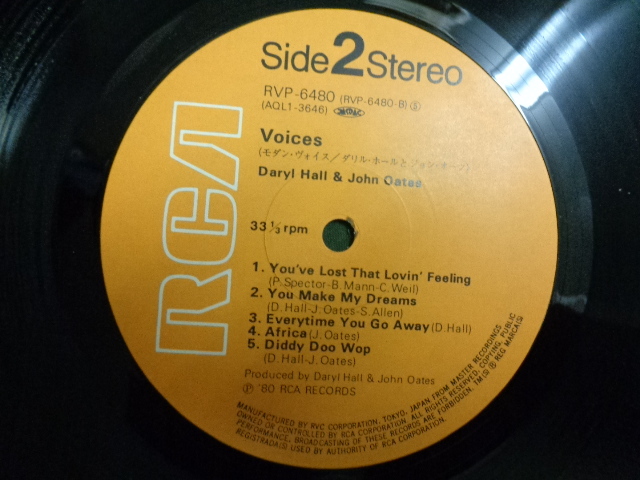 Side 2 Stereo
RVP-6480 (RVP-6480-B) Ⓢ
(AQL1-3646)
Voices
(モダン・ヴォイス/ダリル・ホールとジョン・オーツ)
Daryl Hall & John Oates
33⅓ rpm
RCA
1. You've Lost That Lovin' Feeling
(P. Spector-B. Mann-C. Weil)
2. You Make My Dreams
(D. Hall-J. Oates-S. Allen)
3. Everytime You Go Away (D. Hall)
4. Africa (J. Oates)
5. Diddy Doo Wop
(D. Hall-J. Oates)
Produced by Daryl Hall & John Oates
Ⓟ '80 RCA RECORDS
MANUFACTURED BY RVC CORPORATION, TOKYO, JAPAN FROM MASTER RECORDINGS
OWNED OR CONTROLLED BY RCA CORPORATION. ALL RIGHTS RESERVED. COPYING, PUBLIC
PERFORMANCE, BROADCASTING OF THESE RECORDS ARE FORBIDDEN. TM(S) ® REG MARCA(S)
REGISTRADA(S) USED BY AUTHORITY OF RCA CORPORATION.